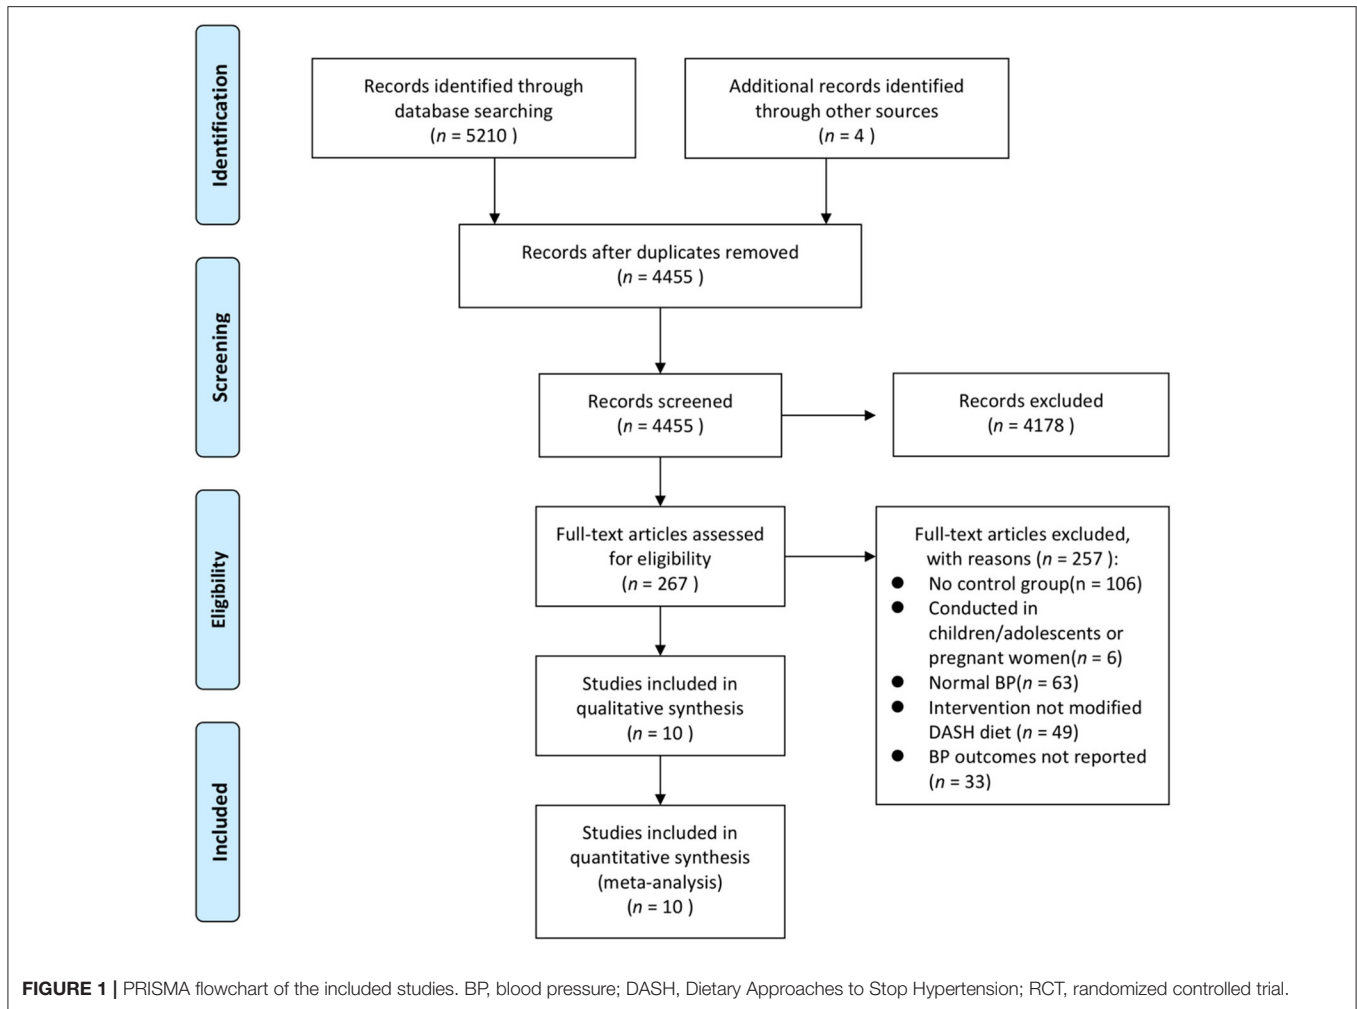 Identification
Records identified through
database searching
(n = 5210 )
Additional records identified
through other sources
(n = 4 )
Records after duplicates removed
(n = 4455 )
Screening
Records screened
(n = 4455 )
Records excluded
(n = 4178 )
Eligibility
Full-text articles assessed
for eligibility
(n = 267 )
Full-text articles excluded,
with reasons (n = 257 ):
● No control group(n = 106)
● Conducted in
children/adolescents or
pregnant women(n = 6)
● Normal BP(n = 63)
● Intervention not modified
DASH diet (n = 49)
● BP outcomes not reported
(n = 33)
Studies included in
qualitative synthesis
(n = 10 )
Included
Studies included in
quantitative synthesis
(meta-analysis)
(n = 10 )
FIGURE 1 | PRISMA flowchart of the included studies. BP, blood pressure; DASH, Dietary Approaches to Stop Hypertension; RCT, randomized controlled trial.